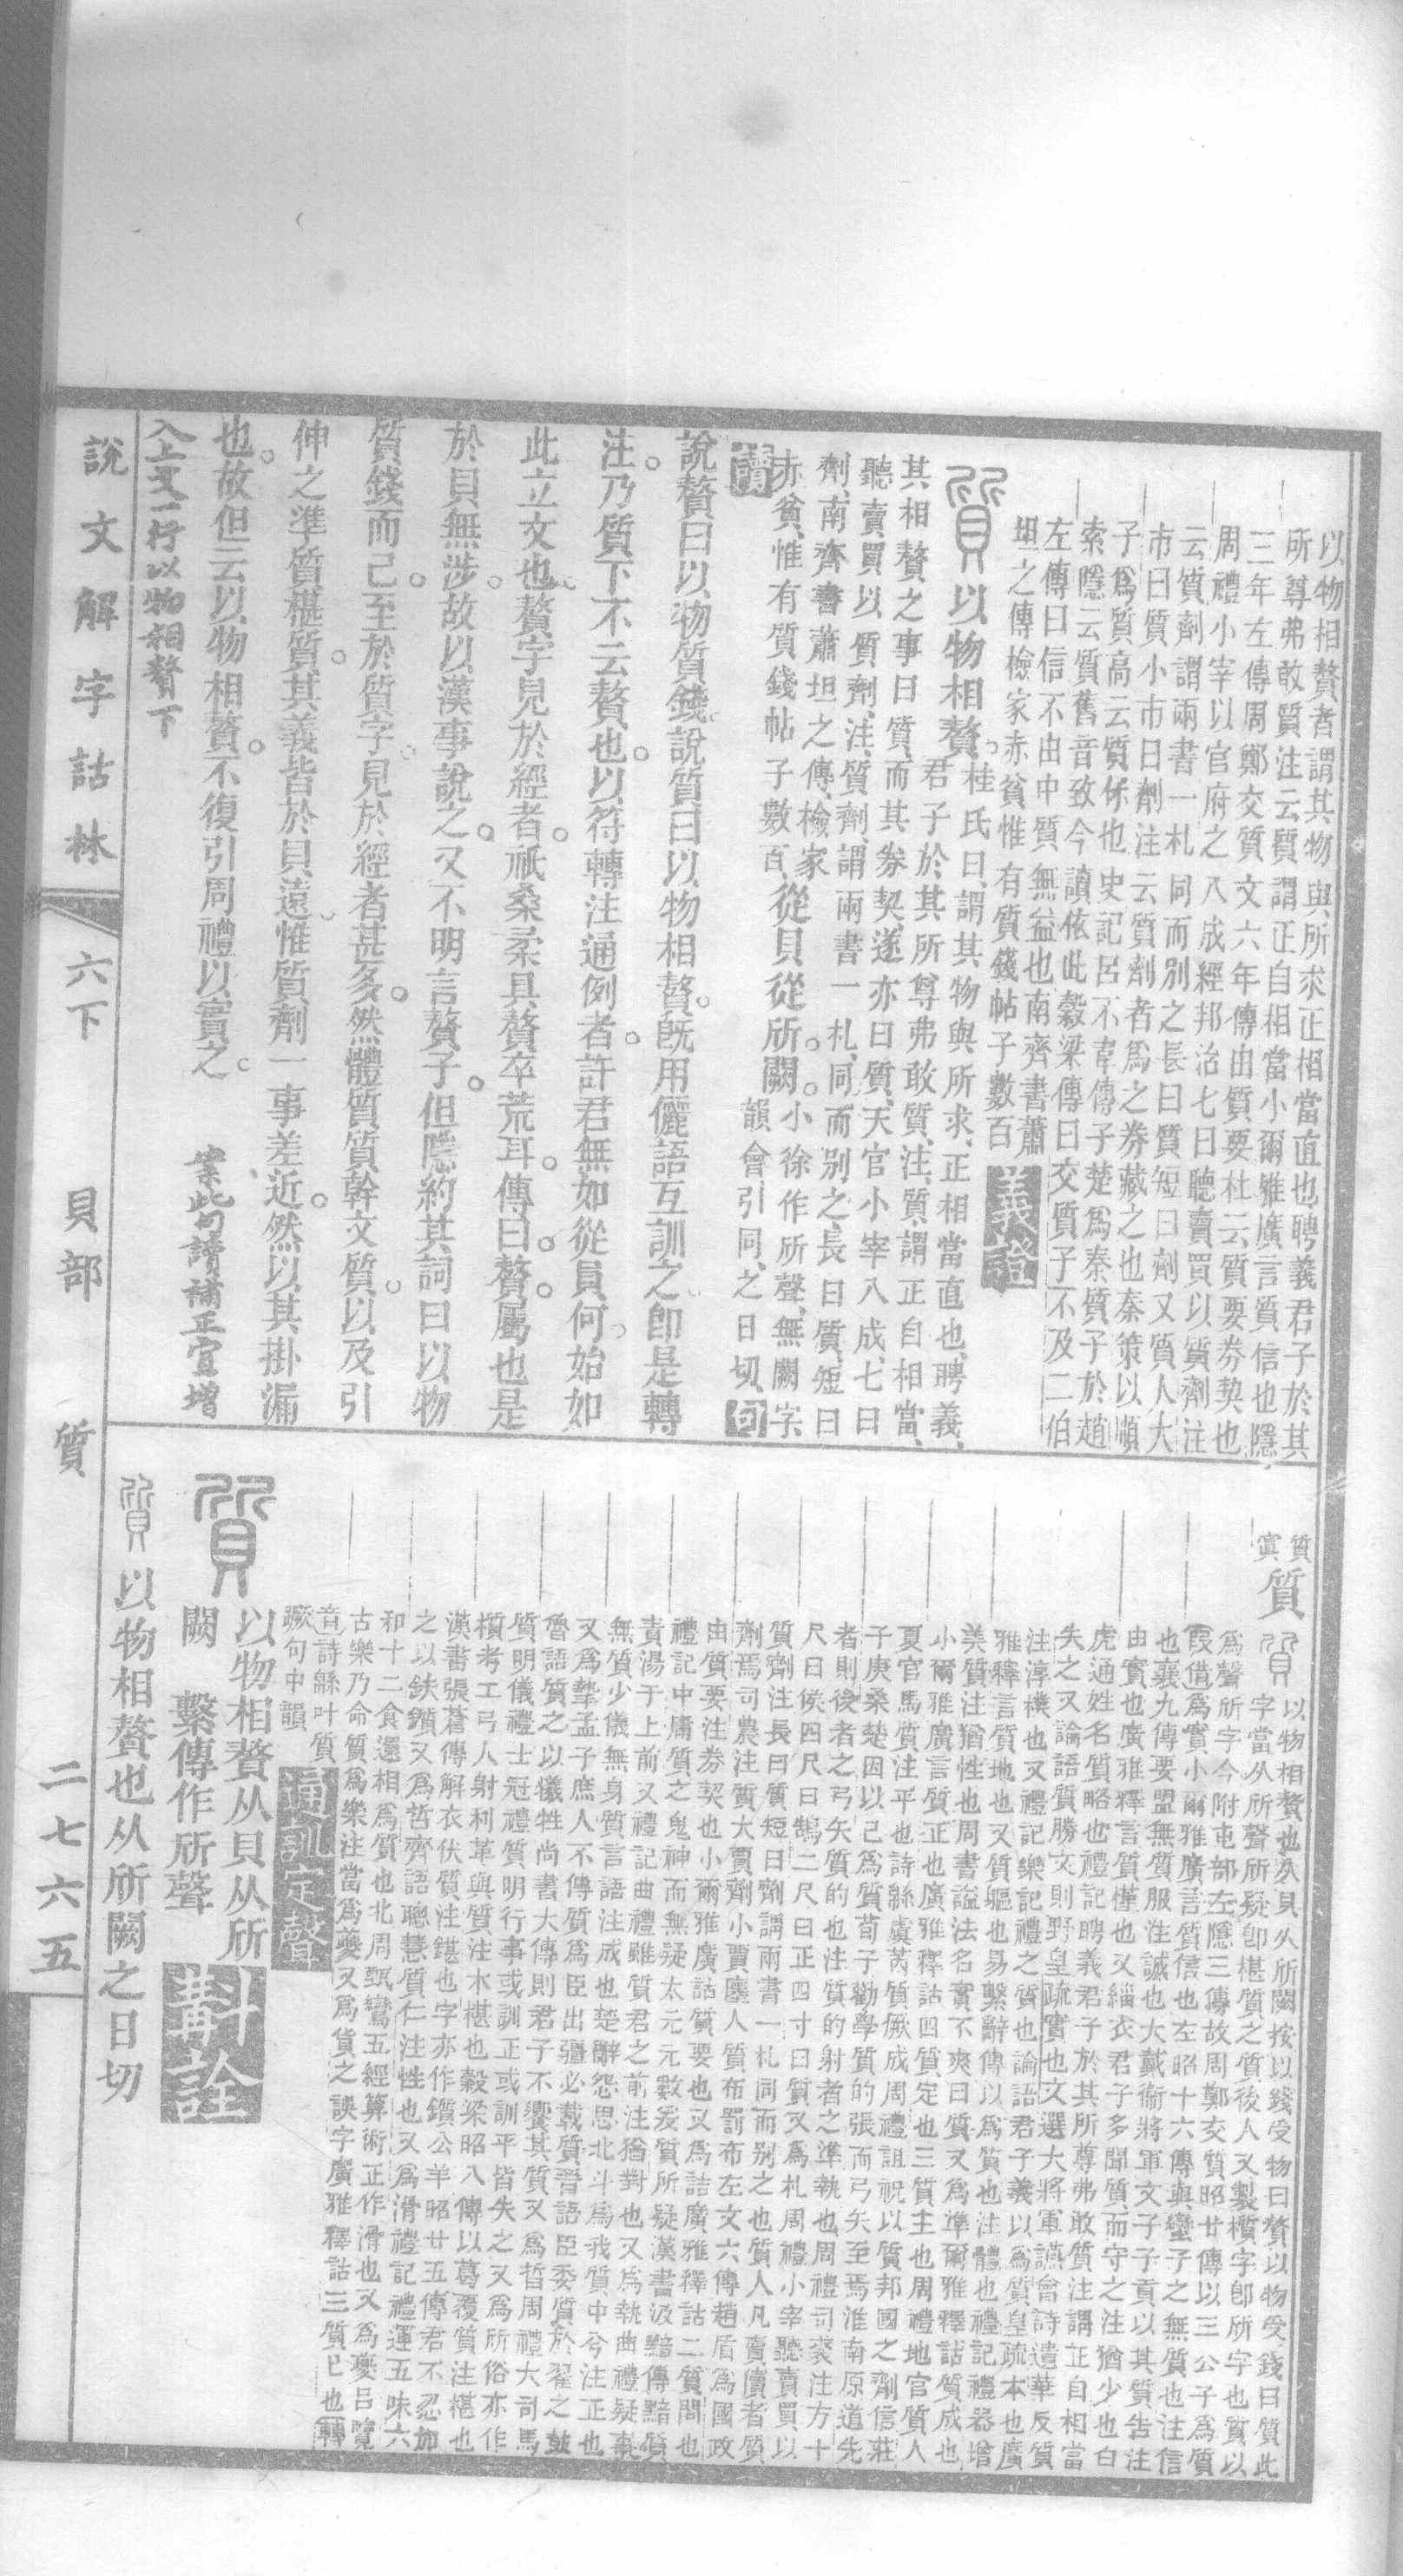 以物相贅者謂其物與所求正相當直也聘義君子於其
所尊弗敢質注云質謂正自相當小爾雅廣言質信也隱
三年左傳周鄭交質文六年傳由質要杜云質要券契也
周禮小宰以官府之八成經邦治七曰聽賣買以質劑注
云質劑謂兩書一札同而別之長曰質短曰劑又質人大
市曰質小市曰劑注云質劑者爲之券藏之也秦策以順
子爲質高云質係也史記呂不韋傳子楚爲秦質子於趙
索隱云質舊音致今讀依此穀梁傳曰交質子不及二伯
左傳曰信不由中質無益也南齊書蕭
坦之傳檢家赤貧惟有質錢帖子數百 義證
質以物相贅。桂氏曰、謂其物與所求、正相當直也、聘義、
君子於其所尊弗敢質、注、質、謂正自相當、
其相贅之事曰質、而其券契、遂亦曰質、天官小宰八成、七曰
聽賣買以質劑、注、質劑、謂兩書一札、同而別之、長曰質、短曰
劑、南齊書蕭坦之傳、檢家
赤貧、惟有質錢帖子數百、從貝從所。闕。小徐作所聲、無闕字
韻會引同、之日切、句
讀
說贅曰以物質錢。說質曰以物相贅。旣用儷語互訓之。卽是轉
注。乃質下不云贅也。以符轉注通例者。許君無如從貝何。始如
此立文也。贅字見於經者。祇桑柔具贅卒荒耳。傳曰。贅。屬也。是
於貝無涉。故以漢事說之。又不明言贅子。但隱約其詞曰以物
質錢而已。至於質字。見於經者甚多。然體質質幹文質。以及引
伸之準質椹質。其義皆於貝遠。惟質劑一事差近。然以其掛漏
也。故但云以物相贅。不復引周禮以實之。 案此句讀補正宜增
入上文一行以物相贅下
說文解字詁林 六下 貝部 質 二七六五
質
實 質 以物相贅也从貝从所闕按以錢受物曰贅以物受錢曰質此
字當从所聲所疑卽椹質之質後人又製櫍字卽所字也質以
爲聲所字今附屯部左隱三傳故周鄭交質昭廿傳以三公子爲質
叚借爲實小爾雅廣言質信也左昭十六傳與蠻子之無質也注信
也襄九傳要盟無質服注誠也大戴衞將軍文子子貢以其質告注
由實也廣雅釋言質愼也又緇衣君子多聞質而守之注猶少也白
虎通姓名質略也禮記聘義君子於其所尊弗敢質注謂正自相當
失之又論語質勝文則野皇疏實也文選大將軍讌會詩遺華反質
注淳樸也又禮記樂記禮之質也論語君子義以爲質皇疏本也廣
雅釋言質地也又質軀也易繫辭傳以爲質也注體也禮記禮器增
美質注猶性也周書諡法名實不爽曰質又爲準爾雅釋詁質成也
小爾雅廣言質正也廣雅釋詁四質定也三質主也周禮地官質人
夏官馬質注平也詩緜虞芮質厥成周禮詛祝以質邦國之劑信莊
子庚桑楚因以己爲質荀子勸學質的張而弓矢至焉淮南原道先
者則後者之弓矢質的也注質的射者之準執也周禮司裘注方十
尺曰侯四尺曰鵠二尺曰正四寸曰質又爲札周禮小宰聽賣買以
質劑注長曰質短曰劑謂兩書一札同而別之也質人凡賣儥者質
劑焉司農注質大賈劑小賈廛人質布罰布左文六傳趙盾爲國政
由質要注券契也小爾雅廣詁質要也又爲詰廣雅釋詁二質問也
禮記中庸質之鬼神而無疑太元元數爰質所疑漢書汲黯傳黯質
責湯于上前又禮記曲禮雖質君之前注猶對也又爲執曲禮疑事
無質少儀無身質言語注成也楚辭怨思北斗爲我質中兮注正也
又爲摯孟子庶人不傳質爲臣出疆必載質晉語臣委質於翟之鼓
魯語質之以犧牲尚書大傳則君子不饗其質又爲晢周禮大司馬
質明儀禮士冠禮質明行事或訓正或訓平皆失之又爲所俗亦作
櫍考工弓人射利革與質注木椹也穀梁昭八傳以葛覆質注椹也
漢書張蒼傳解衣伏質注鍖也字亦作鑕公羊昭廿五傳君不忍加
之以鈇鑕又爲哲齊語聰慧質仁注性也又爲滑禮記禮運五味六
和十二食還相爲質也北周甄鸞五經算術正作滑也又爲夔呂覽
古樂乃命質爲樂注當爲夔又爲貨之誤字廣雅釋詁三質巳也轉
音詩緜叶質
蹶句中韻 通訓定聲
質 以物相贅从貝从所
闕 繫傳作所聲 斠詮
質 以物相贅也从所闕之日切